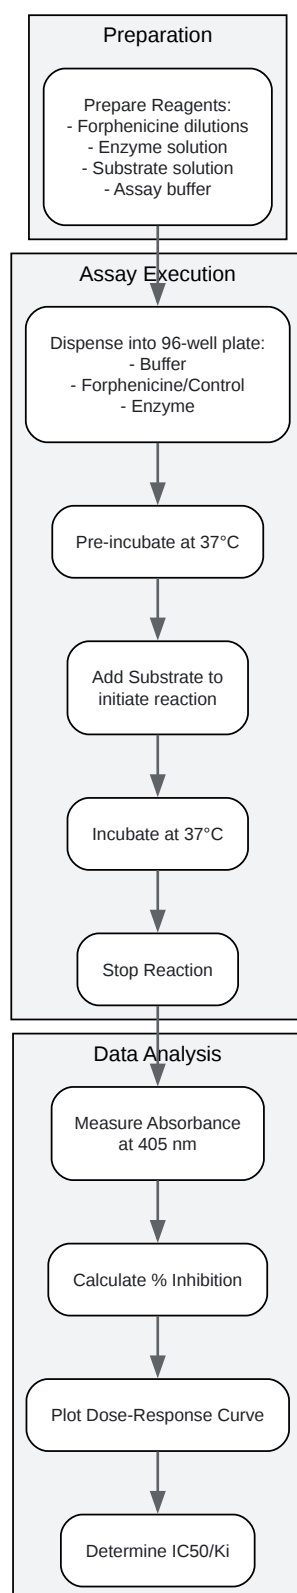 Preparation
Prepare Reagents:
- Forphenicine dilutions
- Enzyme solution
- Substrate solution
- Assay buffer
Assay Execution
Dispense into 96-well plate:
- Buffer
- Forphenicine/Control
- Enzyme
Pre-incubate at 37°C
Add Substrate to
initiate reaction
Incubate at 37°C
Stop Reaction
Data Analysis
Measure Absorbance
at 405 nm
Calculate % Inhibition
Plot Dose-Response Curve
Determine IC50/Ki